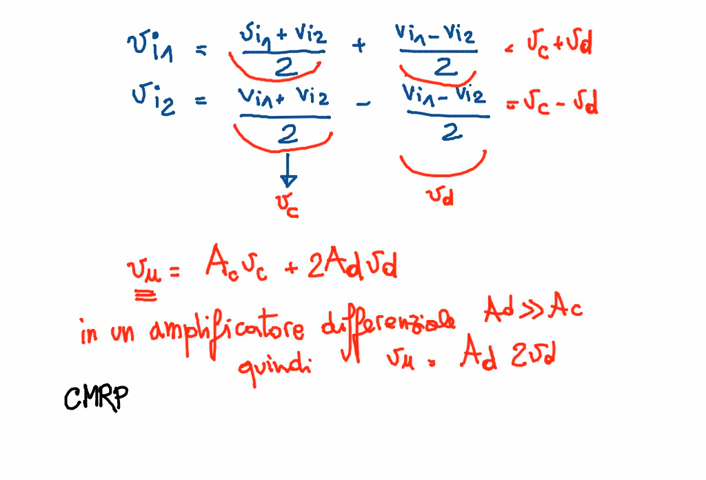 vi1 = (vi1 + vi2)/2 + (vi1 - vi2)/2 = vc + vd
vi2 = (vi1 + vi2)/2 - (vi1 - vi2)/2 = vc - vd
vc vd
vu = Ac vc + 2Ad vd
in un amplificatore differenziale Ad >> Ac
quindi vu = Ad 2vd
CMRP